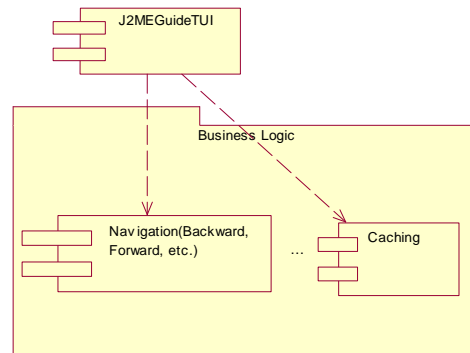 J2MEGuideTUI
Business Logic
Navigation(Backward,
Forward, etc.)
...
Caching